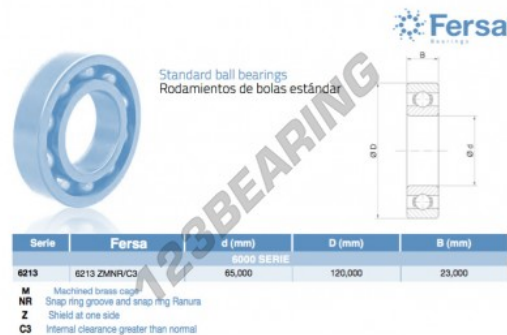 Fersa
Bearings
Standard ball bearings
Rodamientos de bolas estándar
B
Ø D
Ø d
123BEARING
Serie Fersa d (mm) D (mm) B (mm)
6000 SERIE
6213 6213 ZMNR/C3 65,000 120,000 23,000
M Machined brass cage
NR Snap ring groove and snap ring Ranura
Z Shield at one side
C3 Internal clearance greater than normal